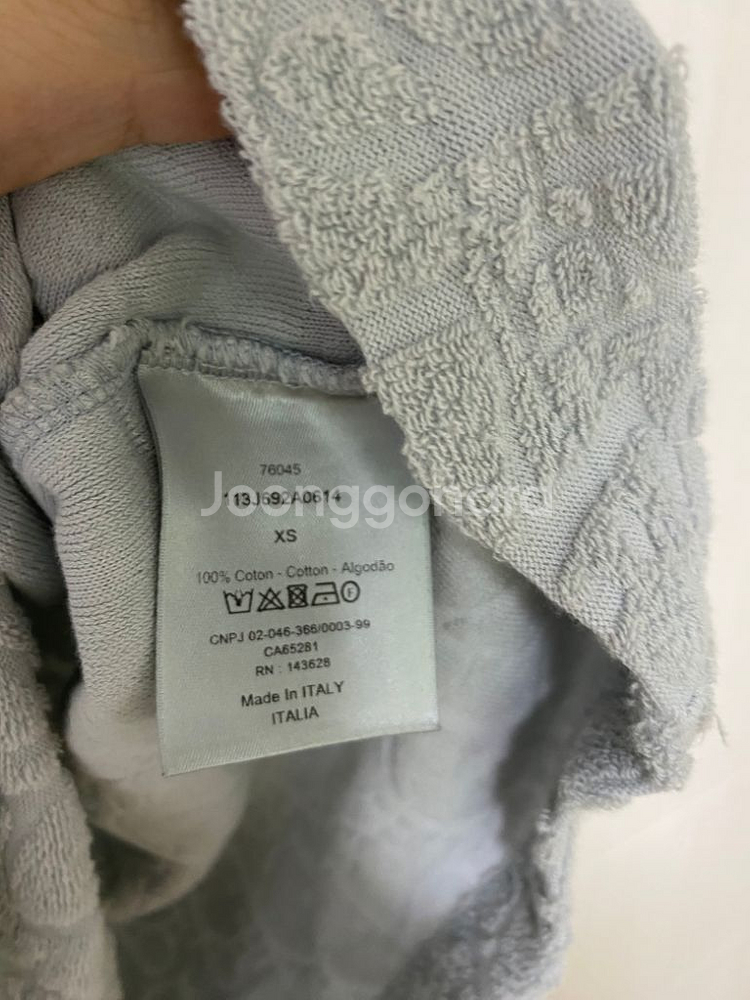 76045
113J692A0614
Joonggonara
XS
100% Coton - Cotton - Algodão
F
CNPJ 02-046-366/0003-99
CA65281
RN : 143628
Made In ITALY
ITALIA